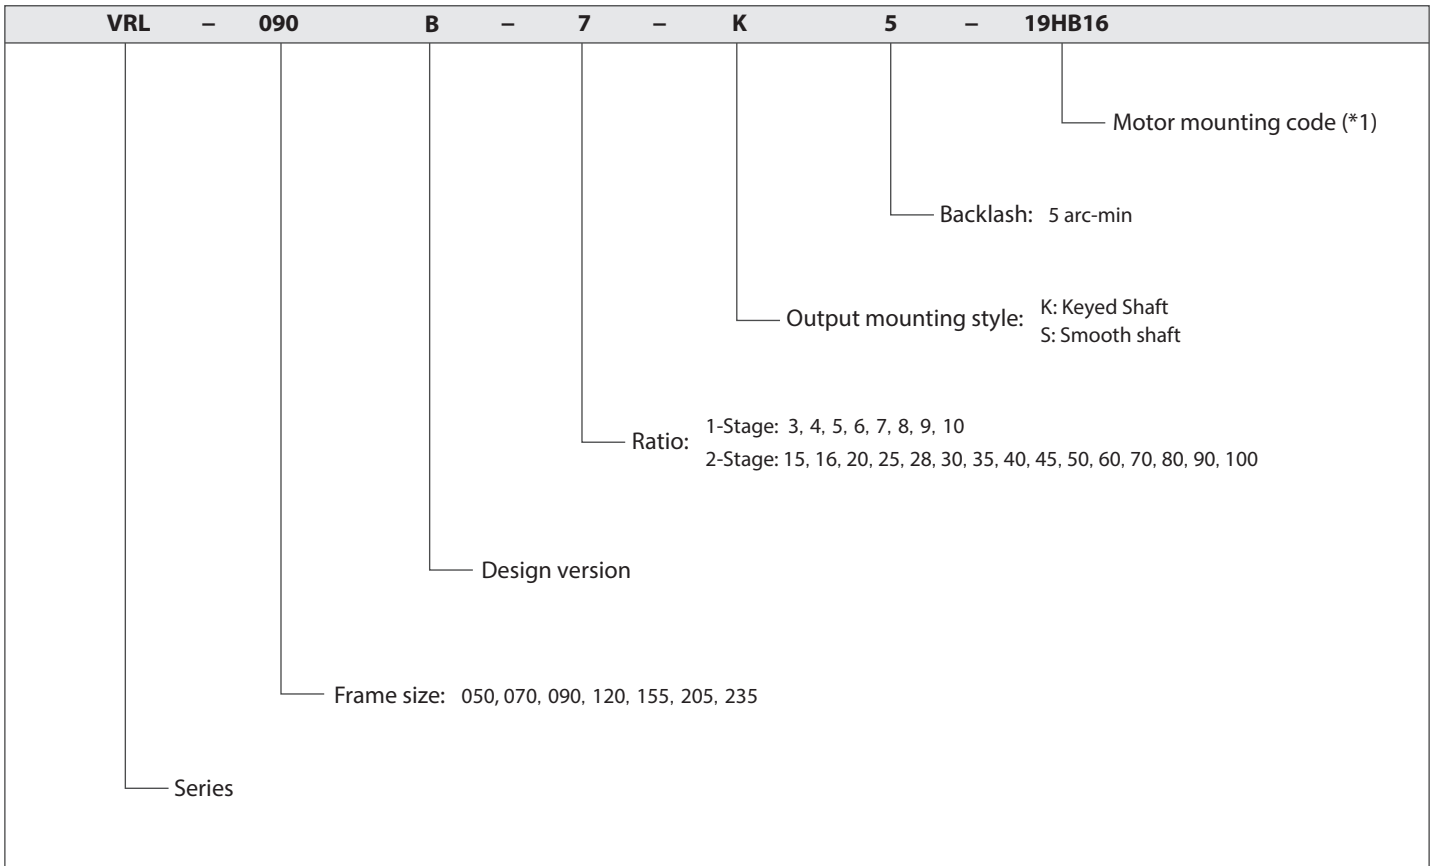 VRL – 090 B – 7 – K 5 – 19HB16
Motor mounting code (*1)
Backlash: 5 arc-min
Output mounting style: K: Keyed Shaft
S: Smooth shaft
Ratio: 1-Stage: 3, 4, 5, 6, 7, 8, 9, 10
2-Stage: 15, 16, 20, 25, 28, 30, 35, 40, 45, 50, 60, 70, 80, 90, 100
Design version
Frame size: 050, 070, 090, 120, 155, 205, 235
Series